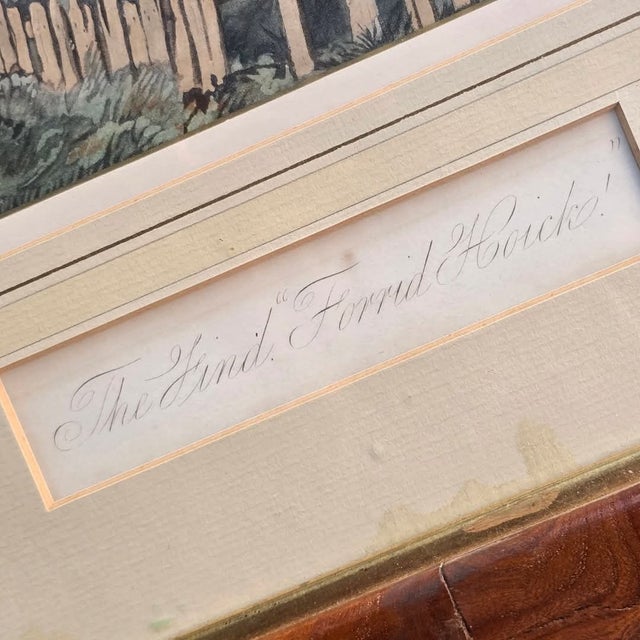 The Find. "Forrid Hoick!"